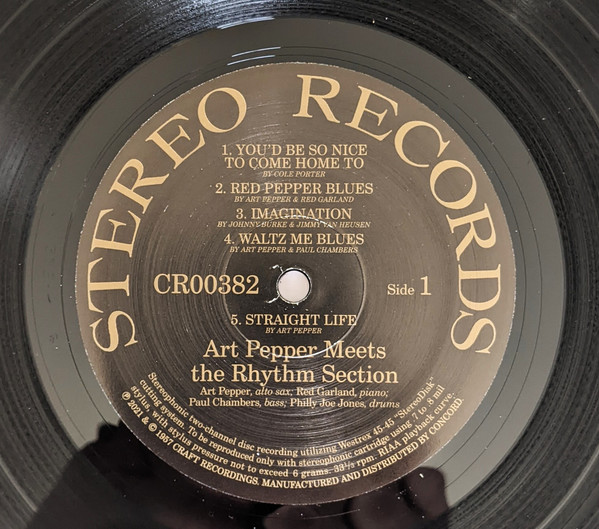 STEREO RECORDS
1. YOU'D BE SO NICE
TO COME HOME TO
BY COLE PORTER
2. RED PEPPER BLUES
BY ART PEPPER & RED GARLAND
3. IMAGINATION
BY JOHNNY BURKE & JIMMY VAN HEUSEN
4. WALTZ ME BLUES
BY ART PEPPER & PAUL CHAMBERS
CR00382
Side 1
5. STRAIGHT LIFE
BY ART PEPPER
Art Pepper Meets
the Rhythm Section
Art Pepper, alto sax; Red Garland, piano;
Paul Chambers, bass; Philly Joe Jones, drums
Stereophonic two-channel disc recording utilizing Westrex 45-45 "StereoDisk"
cutting system. To be reproduced only with stereophonic cartridge using .7 to .8 mil
stylus, with stylus pressure not to exceed 6 grams. 33⅓ rpm. RIAA playback curve.
℗ 2021 & © 1957 CRAFT RECORDINGS. MANUFACTURED AND DISTRIBUTED BY CONCORD.